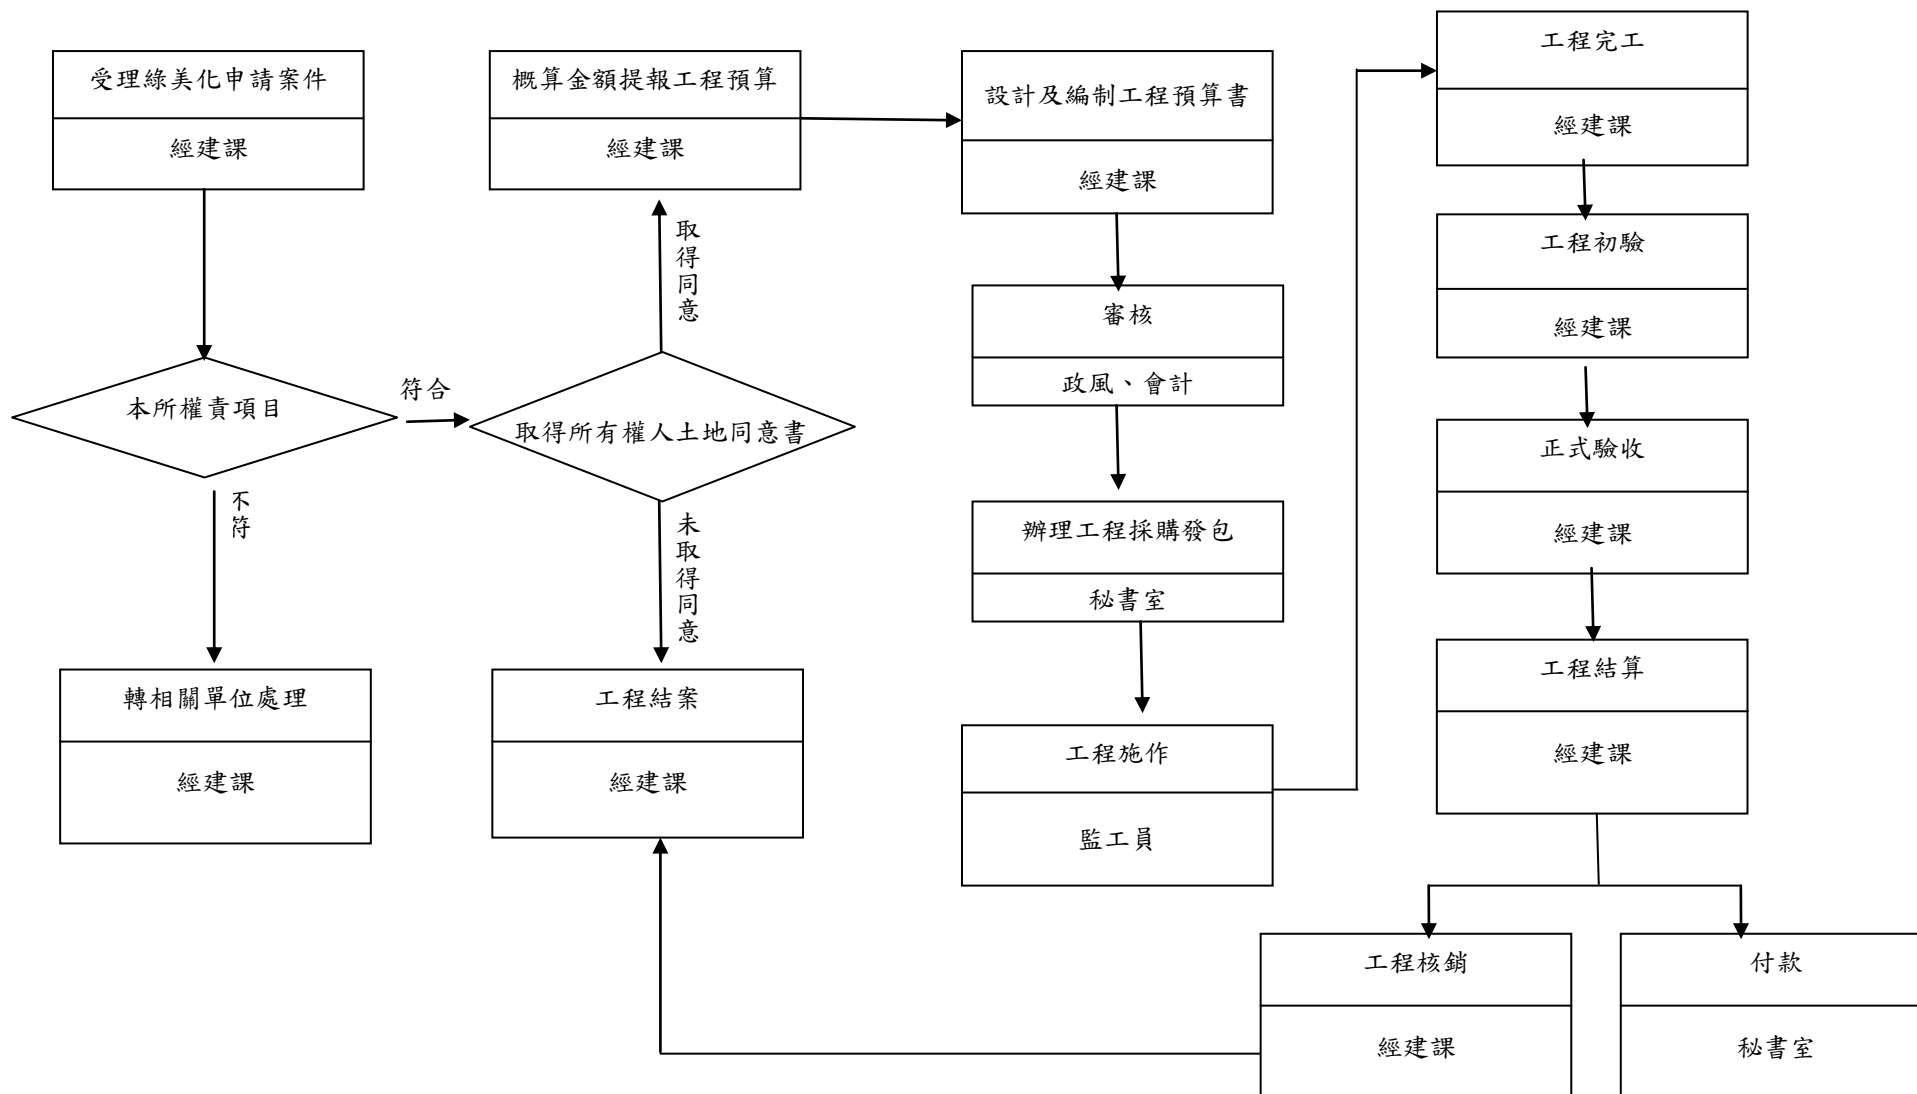 受理綠美化申請案件
經建課
本所權責項目
符合
不符
轉相關單位處理
經建課
概算金額提報工程預算
經建課
取得同意
取得所有權人土地同意書
未取得同意
工程結案
經建課
設計及編制工程預算書
經建課
審核
政風、會計
辦理工程採購發包
秘書室
工程施作
監工員
工程完工
經建課
工程初驗
經建課
正式驗收
經建課
工程結算
經建課
工程核銷
經建課
付款
秘書室